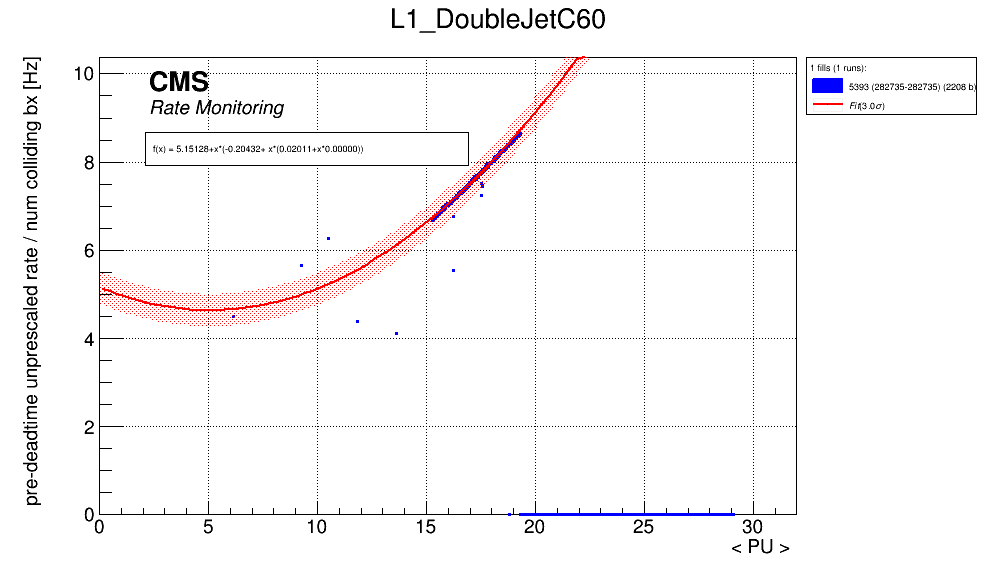 L1_DoubleJetC60
pre-deadtime unprescaled rate / num colliding bx [Hz]
10
8
6
4
2
0
CMS
Rate Monitoring
f(x) = 5.15128+x*(-0.20432+ x*(0.02011+x*0.00000))
1 fills (1 runs):
5393 (282735-282735) (2208 b)
Fit(3.0σ)
0 5 10 15 20 25 30
< PU >